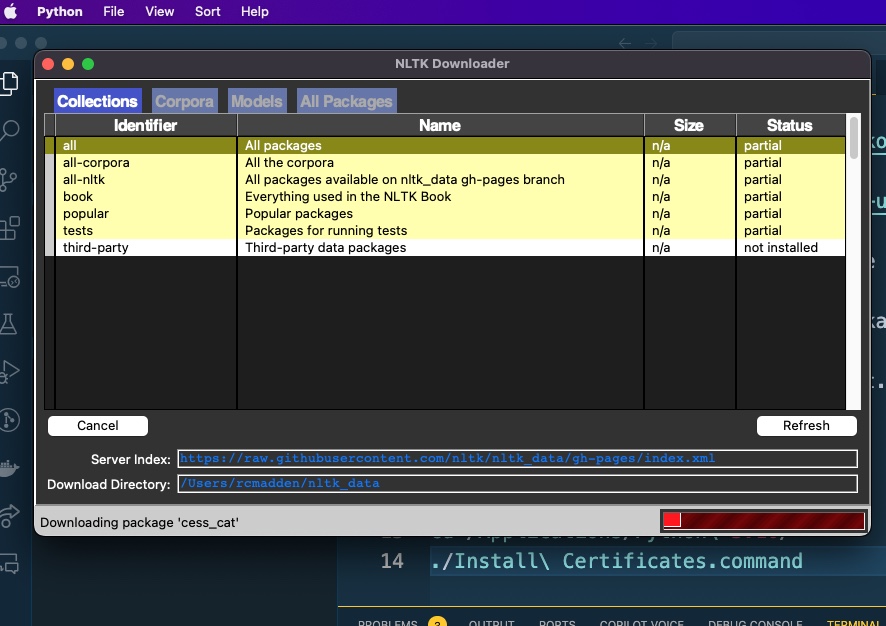 Python File View Sort Help
NLTK Downloader
Collections Corpora Models All Packages
Identifier Name Size Status
all All packages n/a partial
all-corpora All the corpora n/a partial
all-nltk All packages available on nltk_data gh-pages branch n/a partial
book Everything used in the NLTK Book n/a partial
popular Popular packages n/a partial
tests Packages for running tests n/a partial
third-party Third-party data packages n/a not installed
Cancel Refresh
Server Index: https://raw.githubusercontent.com/nltk/nltk_data/gh-pages/index.xml
Download Directory: /Users/rcmadden/nltk_data
Downloading package 'cess_cat'
14 ./Install\ Certificates.command
PROBLEMS OUTPUT PORTS COPILOT VOICE DEBUG CONSOLE TERMINAL